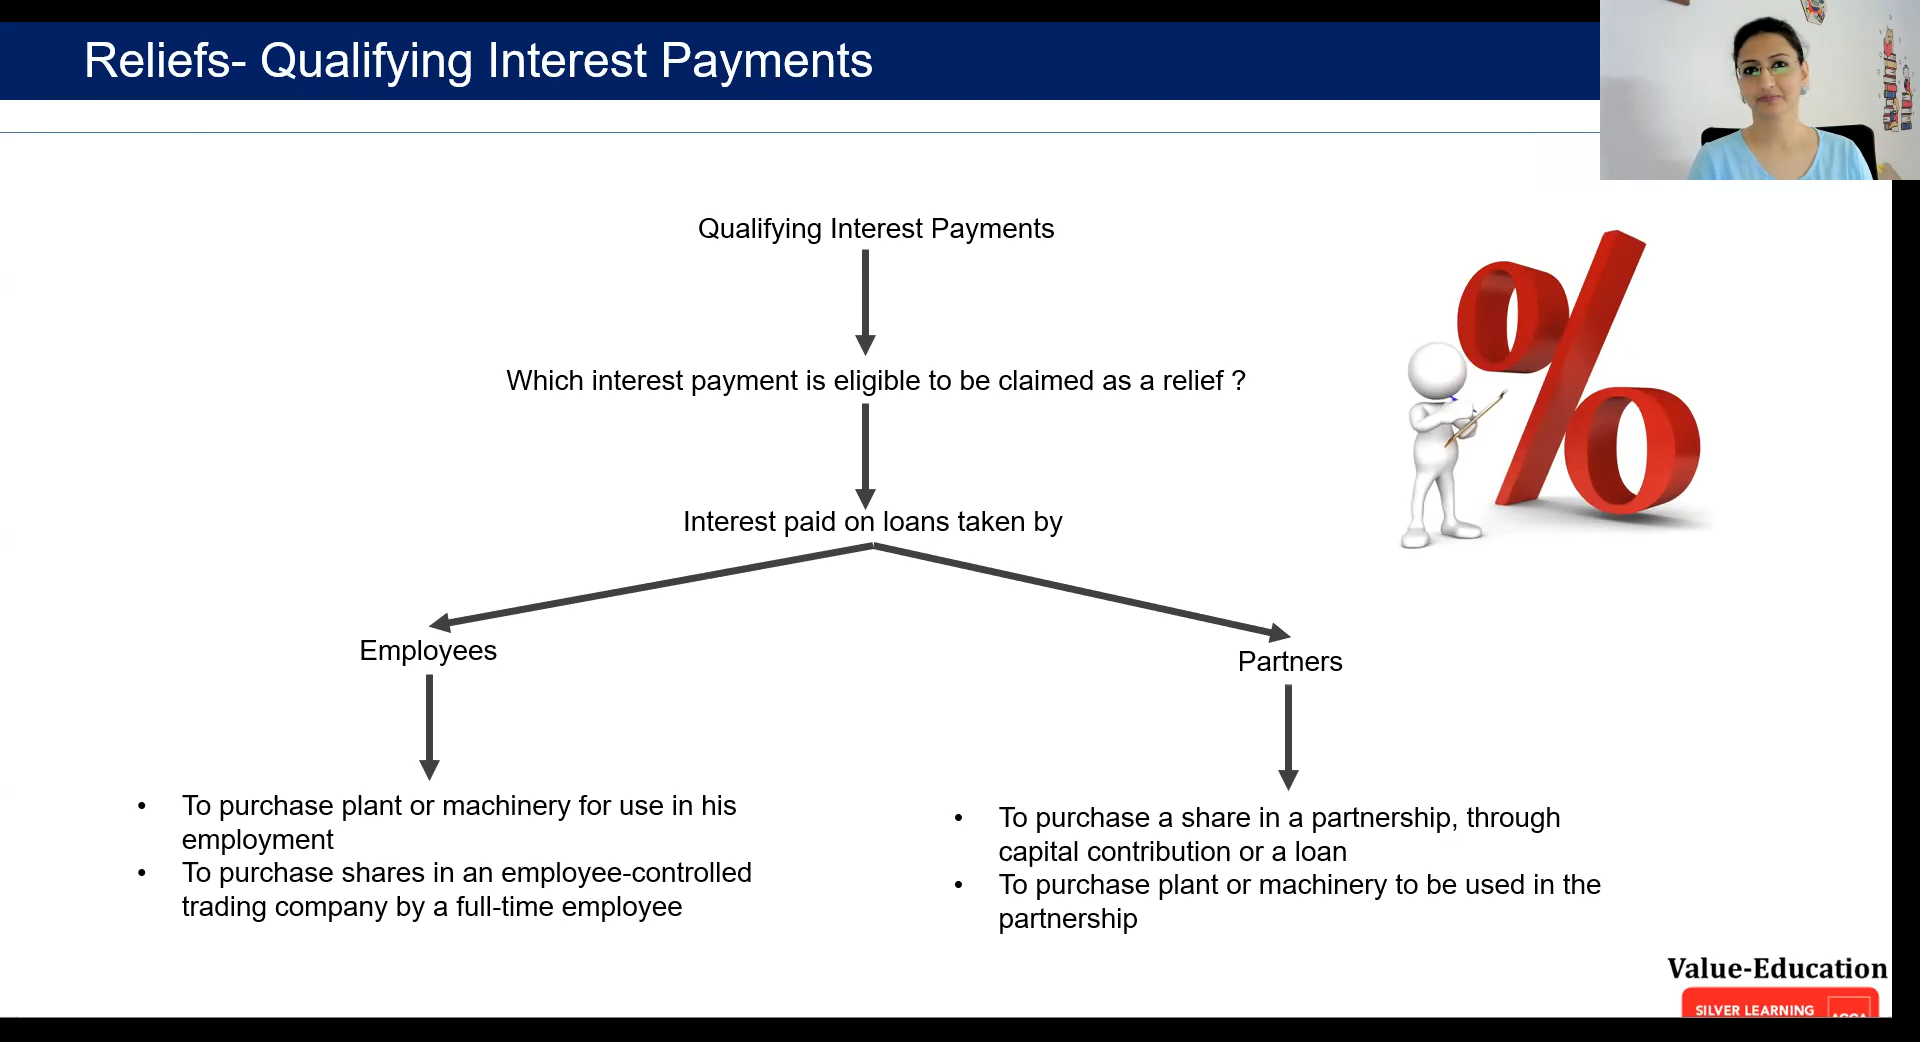 Reliefs- Qualifying Interest Payments
Qualifying Interest Payments
Which interest payment is eligible to be claimed as a relief ?
Interest paid on loans taken by
Employees
Partners
• To purchase plant or machinery for use in his
employment
• To purchase shares in an employee-controlled
trading company by a full-time employee
• To purchase a share in a partnership, through
capital contribution or a loan
• To purchase plant or machinery to be used in the
partnership
Value-Education
SILVER LEARNING